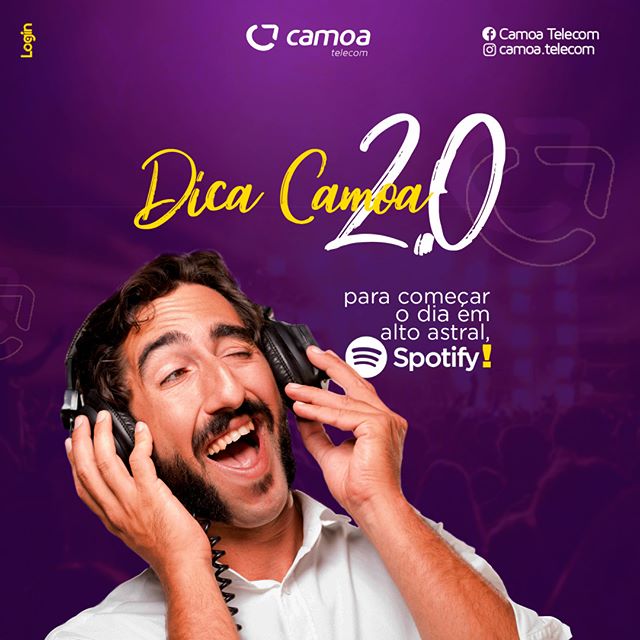 Login
camoa
telecom
Camoa Telecom
camoa.telecom
Dica Camoa 2.0
para começar
o dia em
alto astral,
Spotify!